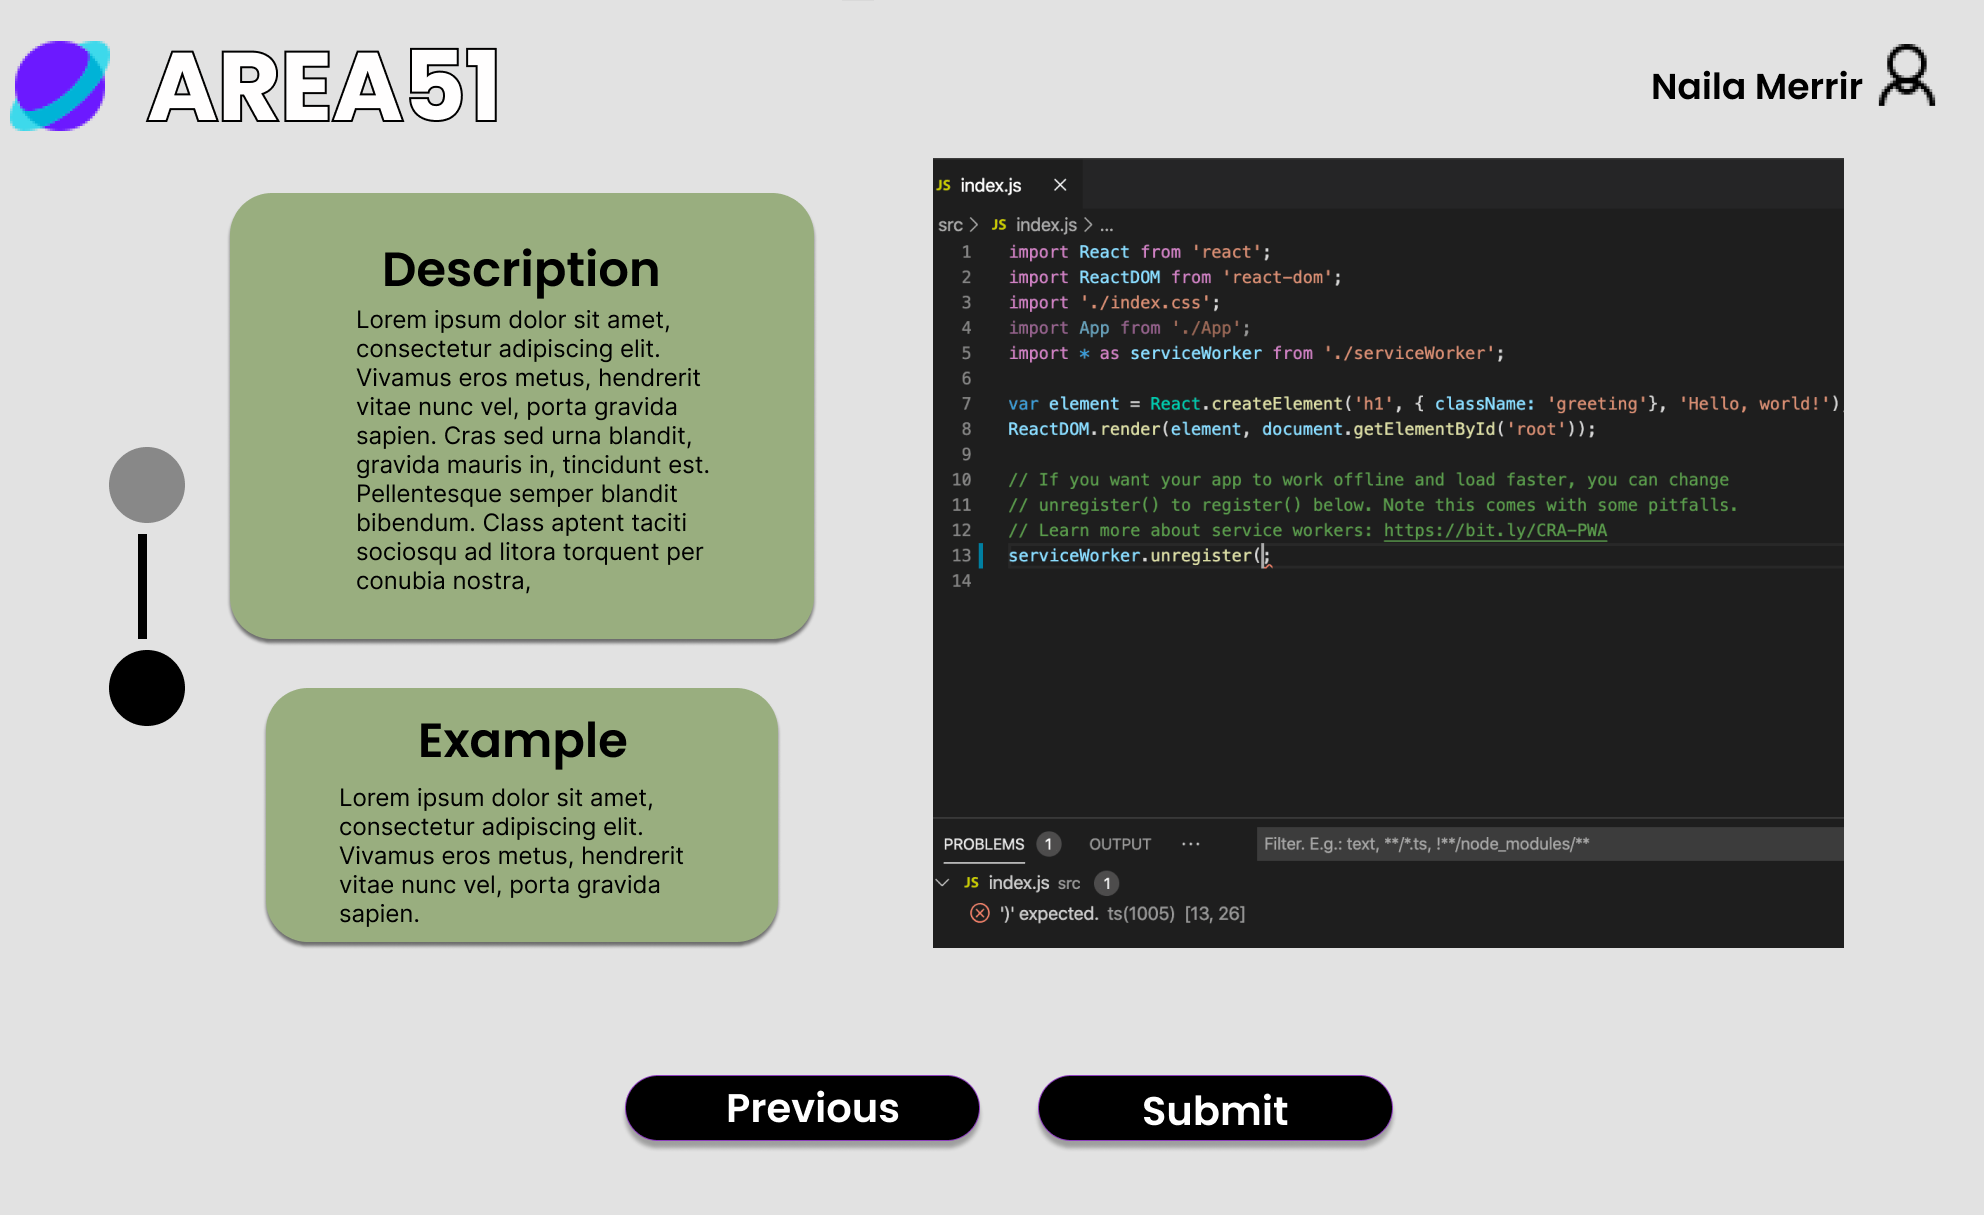 AREA51
Naila Merrir
Description
Lorem ipsum dolor sit amet,
consectetur adipiscing elit.
Vivamus eros metus, hendrerit
vitae nunc vel, porta gravida
sapien. Cras sed urna blandit,
gravida mauris in, tincidunt est.
Pellentesque semper blandit
bibendum. Class aptent taciti
sociosqu ad litora torquent per
conubia nostra,
Example
Lorem ipsum dolor sit amet,
consectetur adipiscing elit.
Vivamus eros metus, hendrerit
vitae nunc vel, porta gravida
sapien.
JS index.js
src > JS index.js > ...
1 import React from 'react';
2 import ReactDOM from 'react-dom';
3 import './index.css';
4 import App from './App';
5 import * as serviceWorker from './serviceWorker';
6
7 var element = React.createElement('h1', { className: 'greeting'}, 'Hello, world!')
8 ReactDOM.render(element, document.getElementById('root'));
9
10 // If you want your app to work offline and load faster, you can change
11 // unregister() to register() below. Note this comes with some pitfalls.
12 // Learn more about service workers: https://bit.ly/CRA-PWA
13 serviceWorker.unregister(;
14
PROBLEMS 1 OUTPUT ... Filter. E.g.: text, **/*.ts, !**/node_modules/**
JS index.js src 1
')' expected. ts(1005) [13, 26]
Previous
Submit